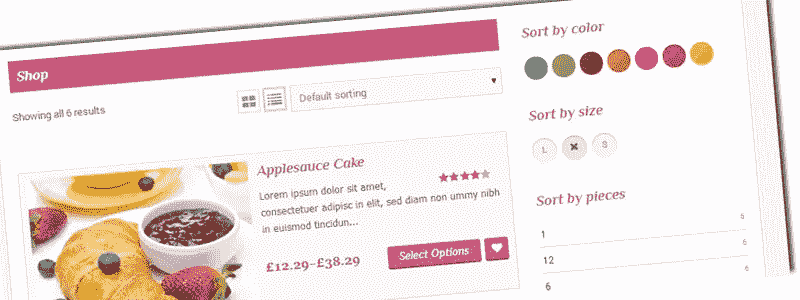 Shop
Showing all 6 results
Default sorting
Applesauce Cake
Lorem ipsum dolor sit amet,
consectetuer adipisc in elit, sed diam non ummy nibh
in euismod tincidun...
£12.29–£38.29
Select Options
Sort by color
Sort by size
L
S
Sort by pieces
1 6
12 6
6 6